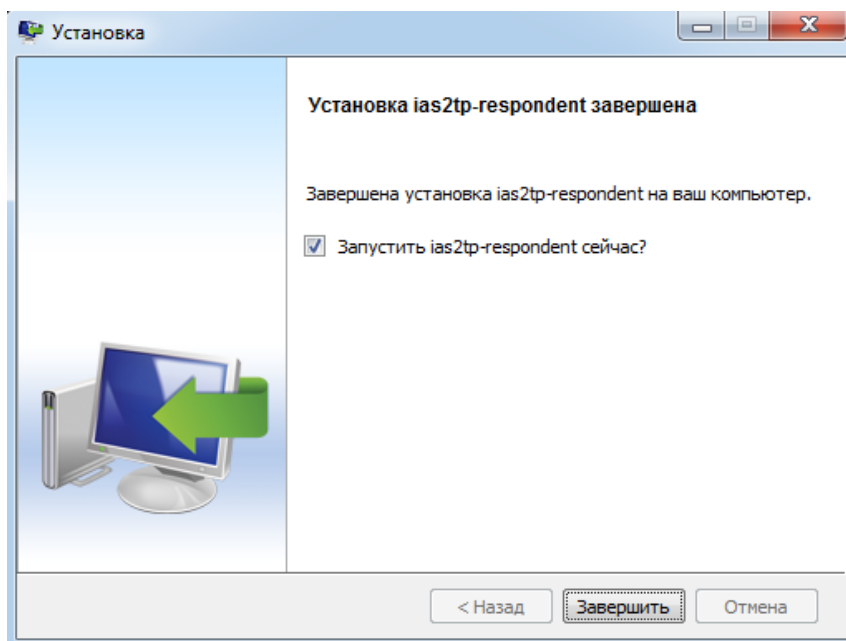 Установка
Установка ias2tp-respondent завершена
Завершена установка ias2tp-respondent на ваш компьютер.
Запустить ias2tp-respondent сейчас?
< Назад
Завершить
Отмена